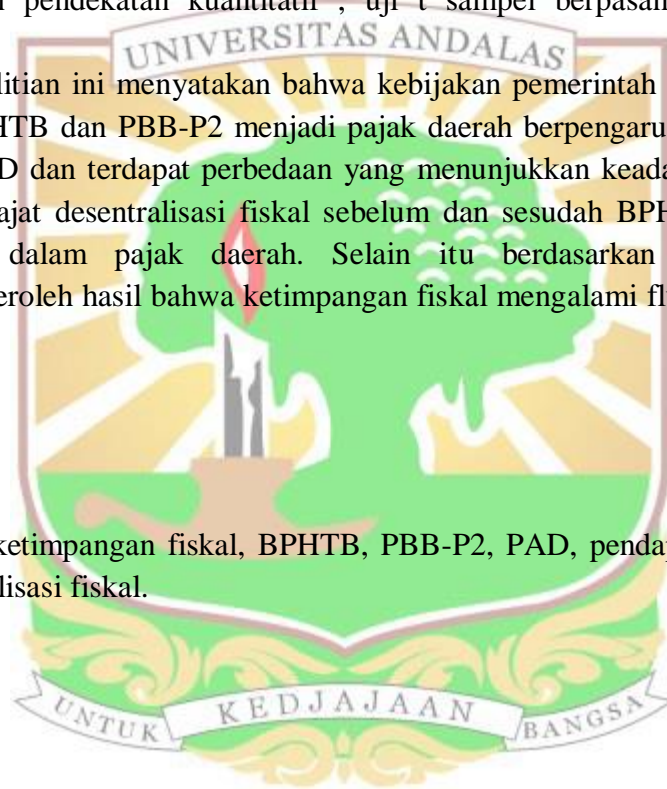 pendekatan kuantitatif , uji t sampel
UNIVERSITAS ANDALAS
litian ini menyatakan bahwa kebijakan pemerintah
HTB dan PBB-P2 menjadi pajak daerah berpengaru
D dan terdapat perbedaan yang menunjukkan keada
ajat desentralisasi fiskal sebelum dan sesudah BPH
dalam pajak daerah. Selain itu berdasarkan
eroleh hasil bahwa ketimpangan fiskal mengalami fl
ketimpangan fiskal, BPHTB, PBB-P2, PAD, pendap
lisasi fiskal.
UNTUK KEDJAJAAN BANGSA